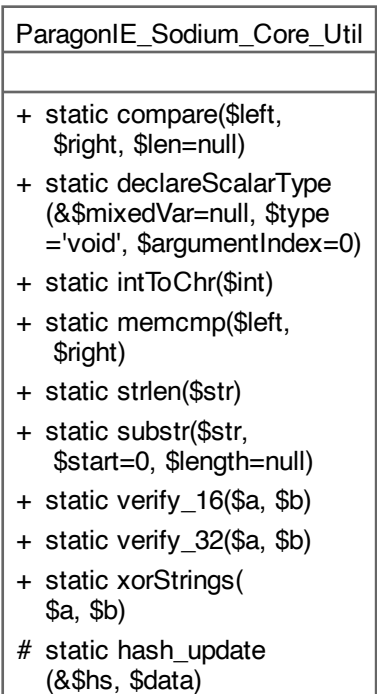 ParagonIE_Sodium_Core_Util
+ static compare($left,
$right, $len=null)
+ static declareScalarType
(&$mixedVar=null, $type
='void', $argumentIndex=0)
+ static intToChr($int)
+ static memcmp($left,
$right)
+ static strlen($str)
+ static substr($str,
$start=0, $length=null)
+ static verify_16($a, $b)
+ static verify_32($a, $b)
+ static xorStrings(
$a, $b)
# static hash_update
(&$hs, $data)